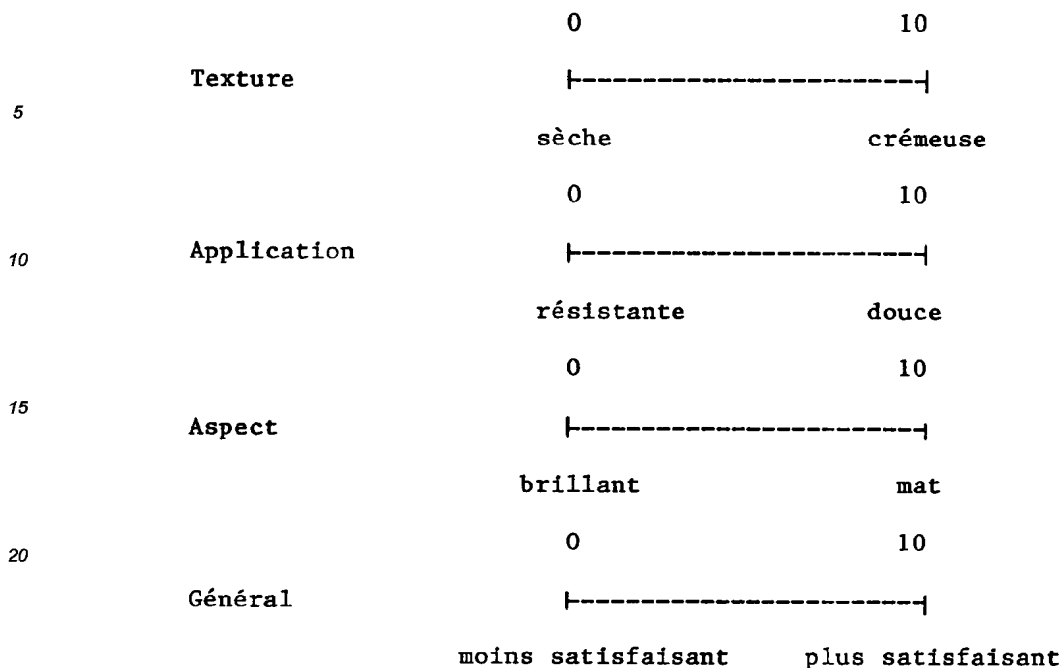 0 10
Texture
5
sèche crémeuse
0 10
10 Application
résistante douce
0 10
15
Aspect
brillant mat
0 10
20
Général
moins satisfaisant plus satisfaisant